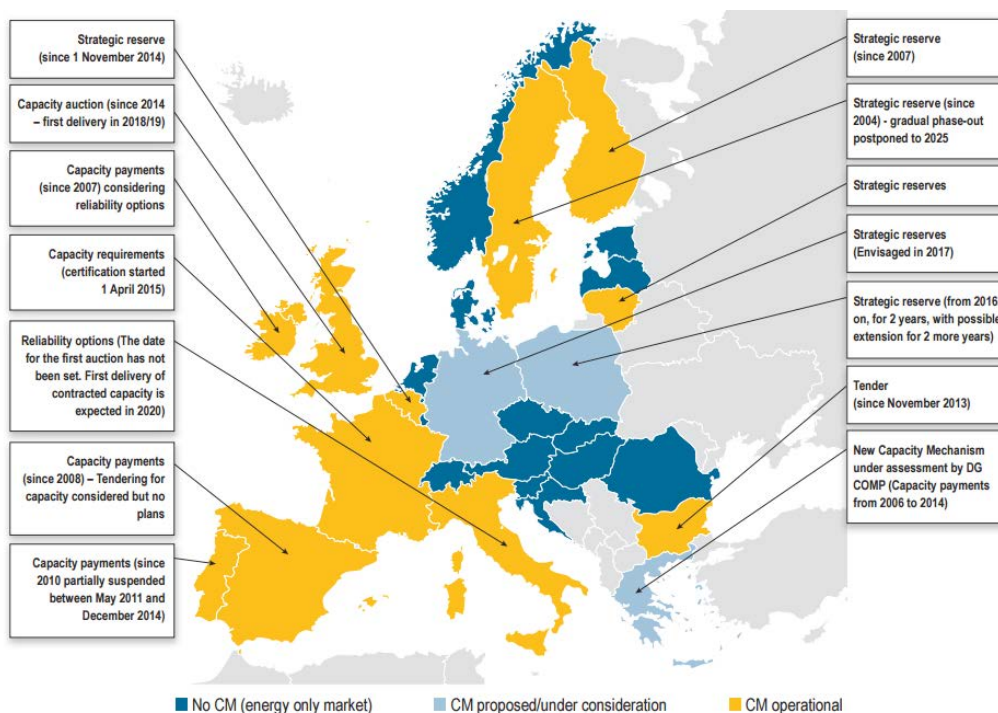 Strategic reserve
(since 1 November 2014)
Capacity auction (since 2014
– first delivery in 2018/19)
Capacity payments
(since 2007) considering
reliability options
Capacity requirements
(certification started
1 April 2015)
Reliability options (The date
for the first auction has not
been set. First delivery of
contracted capacity is
expected in 2020)
Capacity payments
(since 2008) – Tendering for
capacity considered but no
plans
Capacity payments (since
2010 partially suspended
between May 2011 and
December 2014)
Strategic reserve
(since 2007)
Strategic reserve (since
2004) - gradual phase-out
postponed to 2025
Strategic reserves
Strategic reserves
(Envisaged in 2017)
Strategic reserve (from 2016
on, for 2 years, with possible
extension for 2 more years)
Tender
(since November 2013)
New Capacity Mechanism
under assessment by DG
COMP (Capacity payments
from 2006 to 2014)
No CM (energy only market)
CM proposed/under consideration
CM operational